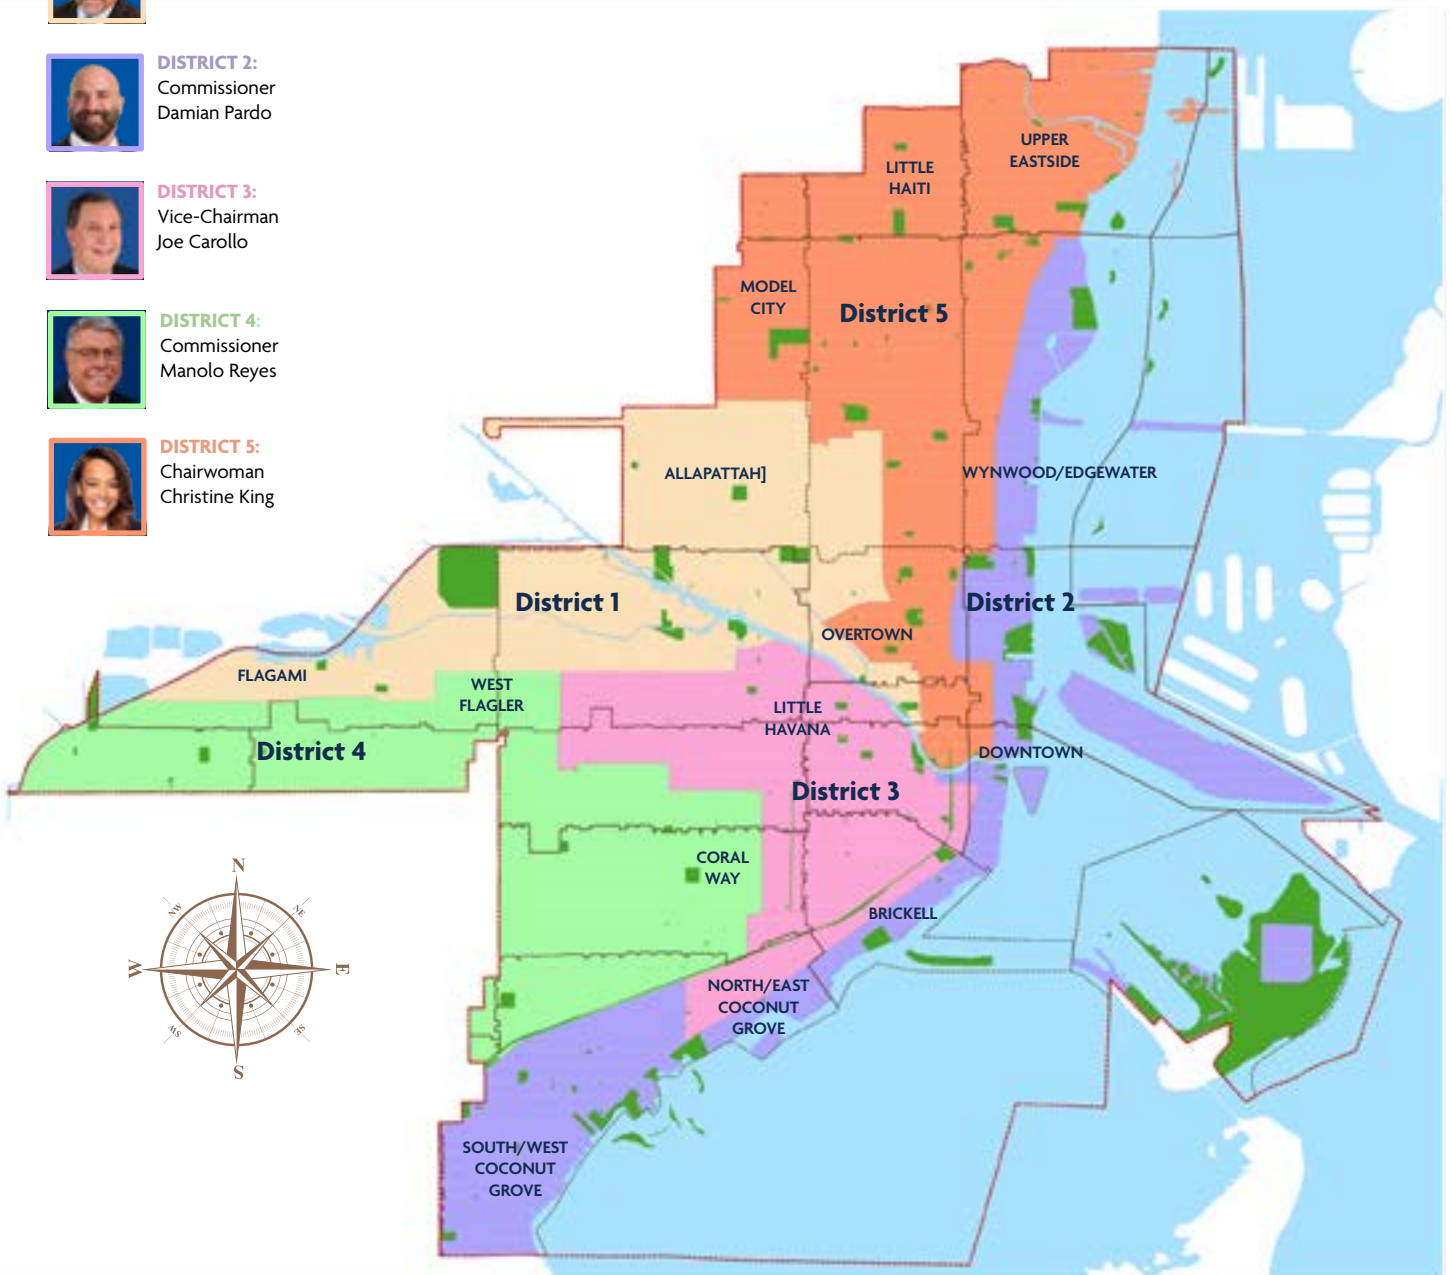 DISTRICT 2:
Commissioner
Damian Pardo
DISTRICT 3:
Vice-Chairman
Joe Carollo
DISTRICT 4:
Commissioner
Manolo Reyes
DISTRICT 5:
Chairwoman
Christine King
UPPER
EASTSIDE
LITTLE
HAITI
MODEL
CITY
District 5
ALLAPATTAH]
WYNWOOD/EDGEWATER
District 1
District 2
OVERTOWN
FLAGAMI
WEST
FLAGLER
LITTLE
HAVANA
District 4
DOWNTOWN
District 3
CORAL
WAY
BRICKELL
NORTH/EAST
COCONUT
GROVE
SOUTH/WEST
COCONUT
GROVE
N
NW
NE
W
E
SW
SE
S